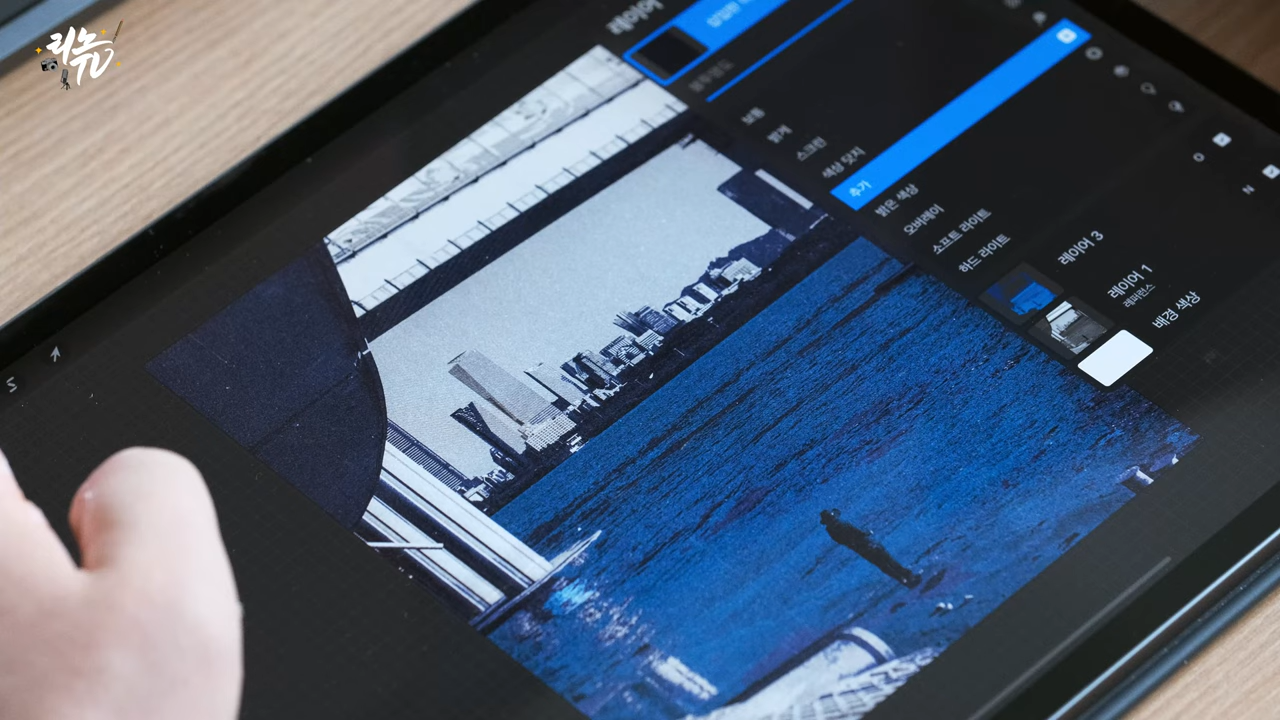 리뉴
TV
레이어
보통
밝게
스크린
색상 닷지
추가
밝은 색상
오버레이
소프트 라이트
하드 라이트
레이어 3
N
레이어 1
레퍼런스
배경 색상
S